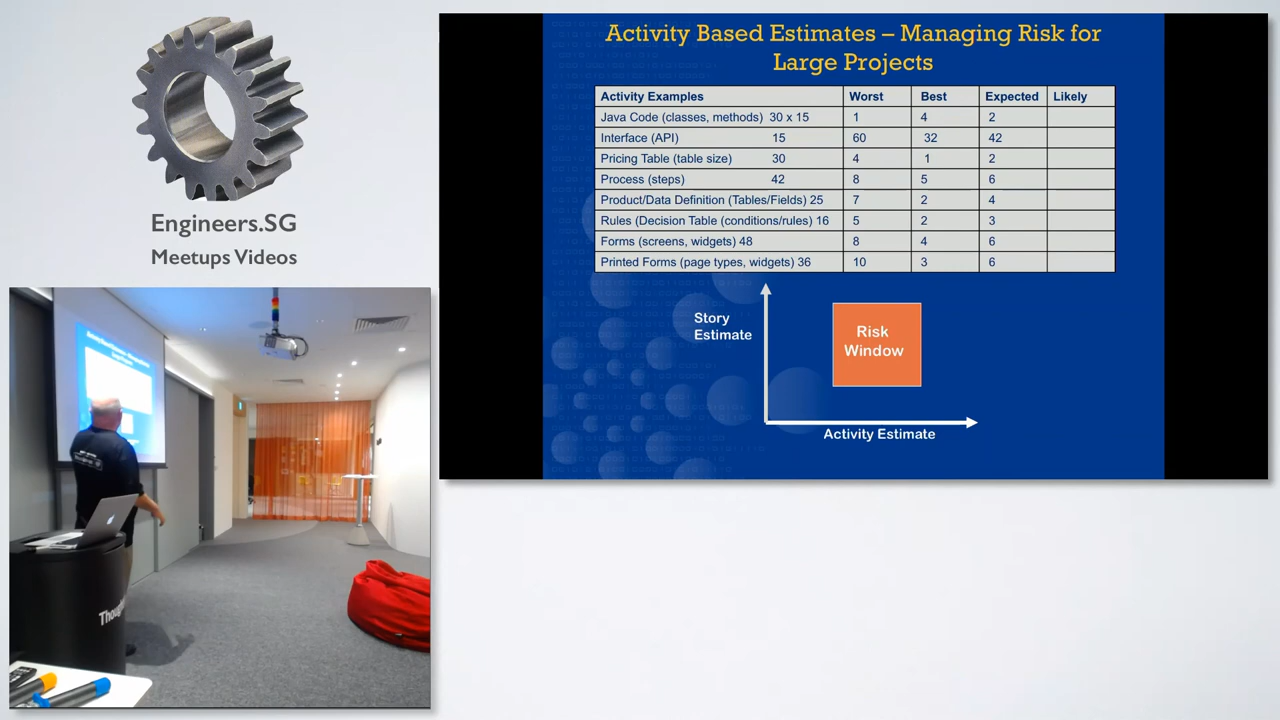 Engineers.SG
Meetups Videos
Activity Based Estimates – Managing Risk for
Large Projects
Activity Examples Worst Best Expected Likely
Java Code (classes, methods) 30 x 15 1 4 2
Interface (API) 15 60 32 42
Pricing Table (table size) 30 4 1 2
Process (steps) 42 8 5 6
Product/Data Definition (Tables/Fields) 25 7 2 4
Rules (Decision Table (conditions/rules) 16 5 2 3
Forms (screens, widgets) 48 8 4 6
Printed Forms (page types, widgets) 36 10 3 6
Story
Estimate
Risk
Window
Activity Estimate